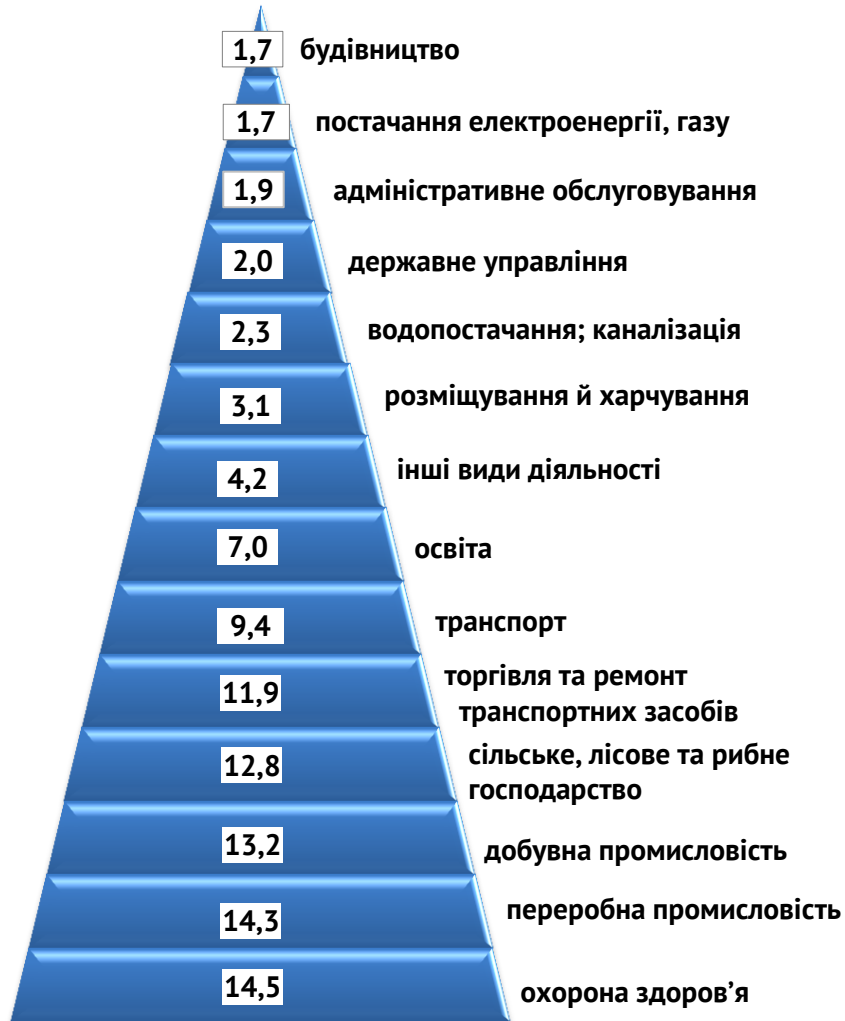 1,7 будівництво
1,7 постачання електроенергії, газу
1,9 адміністративне обслуговування
2,0 державне управління
2,3 водопостачання; каналізація
3,1 розміщування й харчування
4,2 інші види діяльності
7,0 освіта
9,4 транспорт
11,9 торгівля та ремонт
транспортних засобів
12,8 сільське, лісове та рибне
господарство
13,2 добувна промисловість
14,3 переробна промисловість
14,5 охорона здоров’я